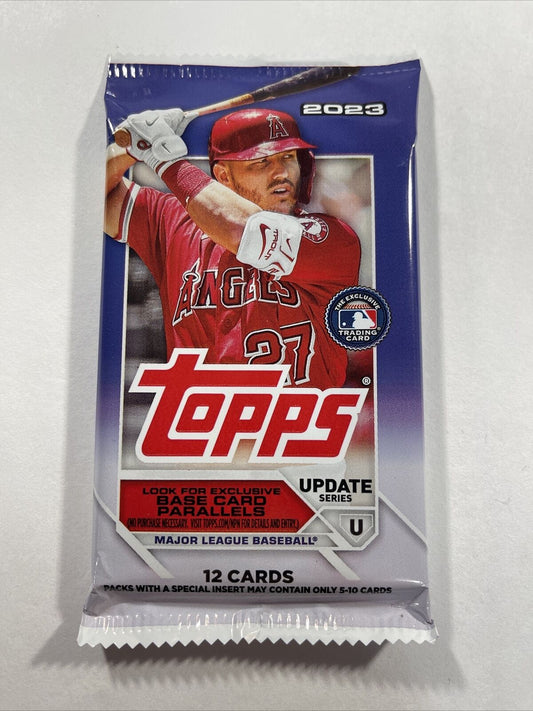 2023
A
TROUT
ANGELS
27
THE EXCLUSIVE
TRADING
CARD
TOPPS®
UPDATE
SERIES
U
LOOK FOR EXCLUSIVE
BASE CARD
PARALLELS
(NO PURCHASE NECESSARY. VISIT TOPPS.COM/NPN FOR DETAILS AND ENTRY.)
MAJOR LEAGUE BASEBALL®
12 CARDS
PACKS WITH A SPECIAL INSERT MAY CONTAIN ONLY 5-10 CARDS